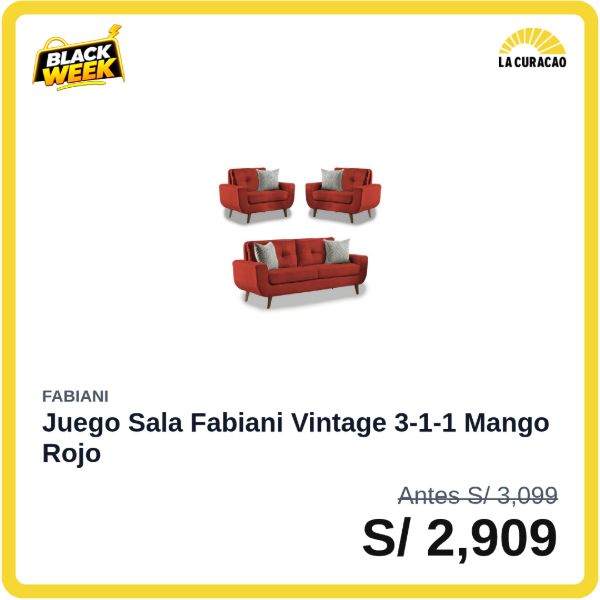 BLACK
WEEK
LA CURACAO
FABIANI
Juego Sala Fabiani Vintage 3-1-1 Mango
Rojo
Antes S/ 3,099
S/ 2,909